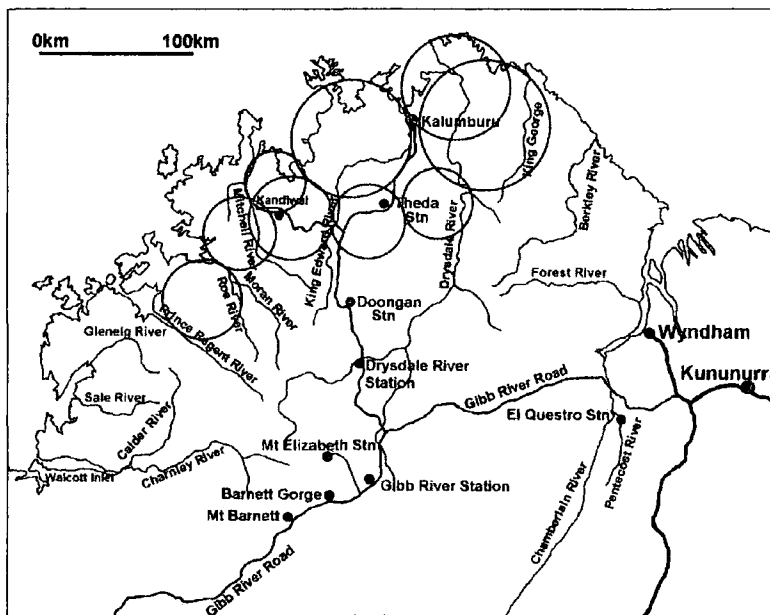 0km 100km
Kalumburu
King George
Kandiwal
Theda
Stn
Mitchell River
King Edward River
Drysdale River
Berkley River
Forest River
Moran River
Roe River
Prince Regent River
Doongan
Stn
Glenelg River
Wyndham
Drysdale River
Station
Kununurra
Gibb River Road
Sale River
El Questro Stn
Calder River
Mt Elizabeth Stn
Pentecost River
Charnley River
Walcott Inlet
Gibb River Station
Barnett Gorge
Mt Barnett
Chamberlain River
Gibb River Road